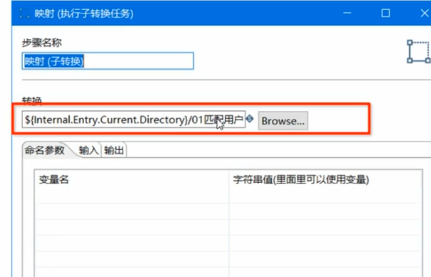 映射 (执行子转换任务)
步骤名称
映射 (子转换)
转换
${Internal.Entry.Current.Directory}/01匹配用户
Browse...
命名参数 输入 输出
变量名 字符串值(里面里可以使用变量)